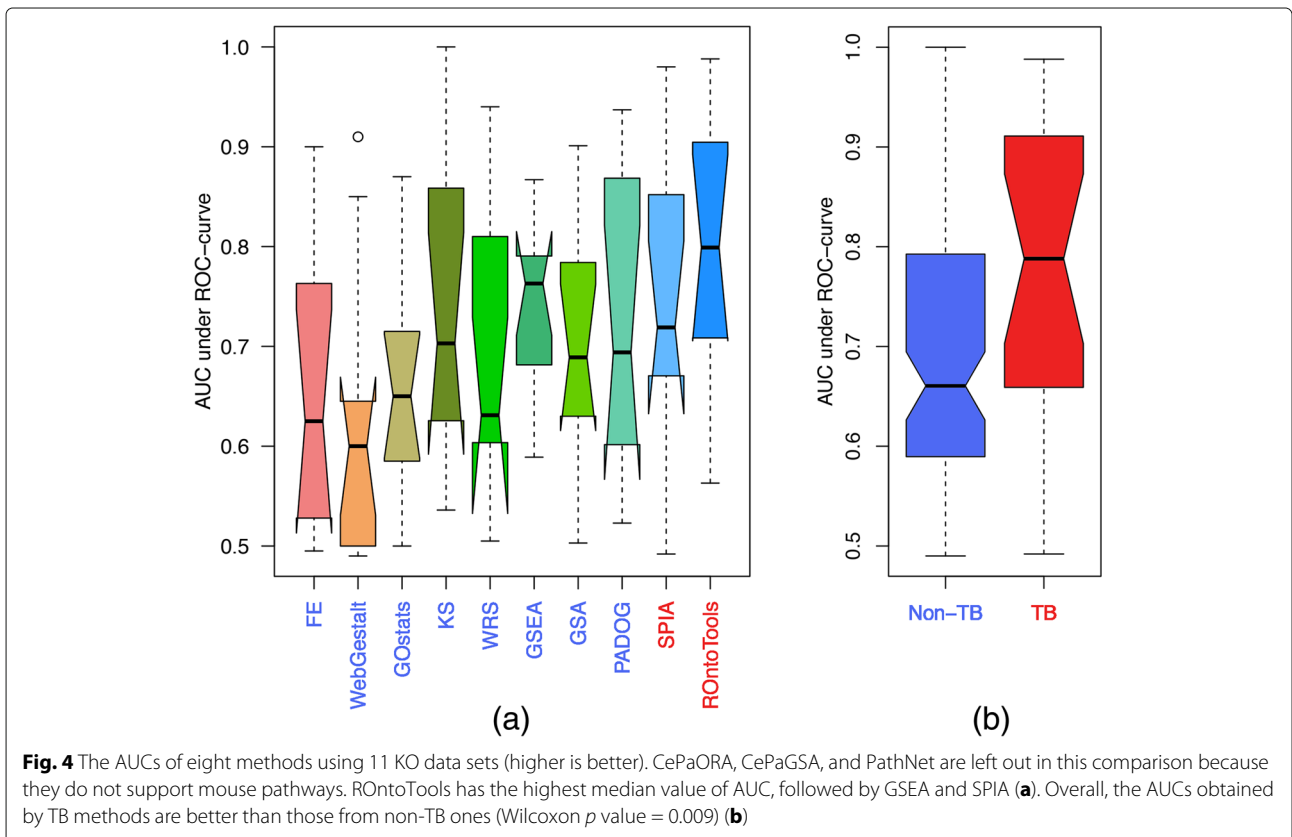 AUC under ROC−curve
1.0
0.9
0.8
0.7
0.6
0.5
FE
WebGestalt
GOstats
KS
WRS
GSEA
GSA
PADOG
SPIA
ROntoTools
(a)
AUC under ROC−curve
1.0
0.9
0.8
0.7
0.6
0.5
Non−TB
TB
(b)
Fig. 4 The AUCs of eight methods using 11 KO data sets (higher is better). CePaORA, CePaGSA, and PathNet are left out in this comparison because
they do not support mouse pathways. ROntoTools has the highest median value of AUC, followed by GSEA and SPIA (a). Overall, the AUCs obtained
by TB methods are better than those from non-TB ones (Wilcoxon p value = 0.009) (b)